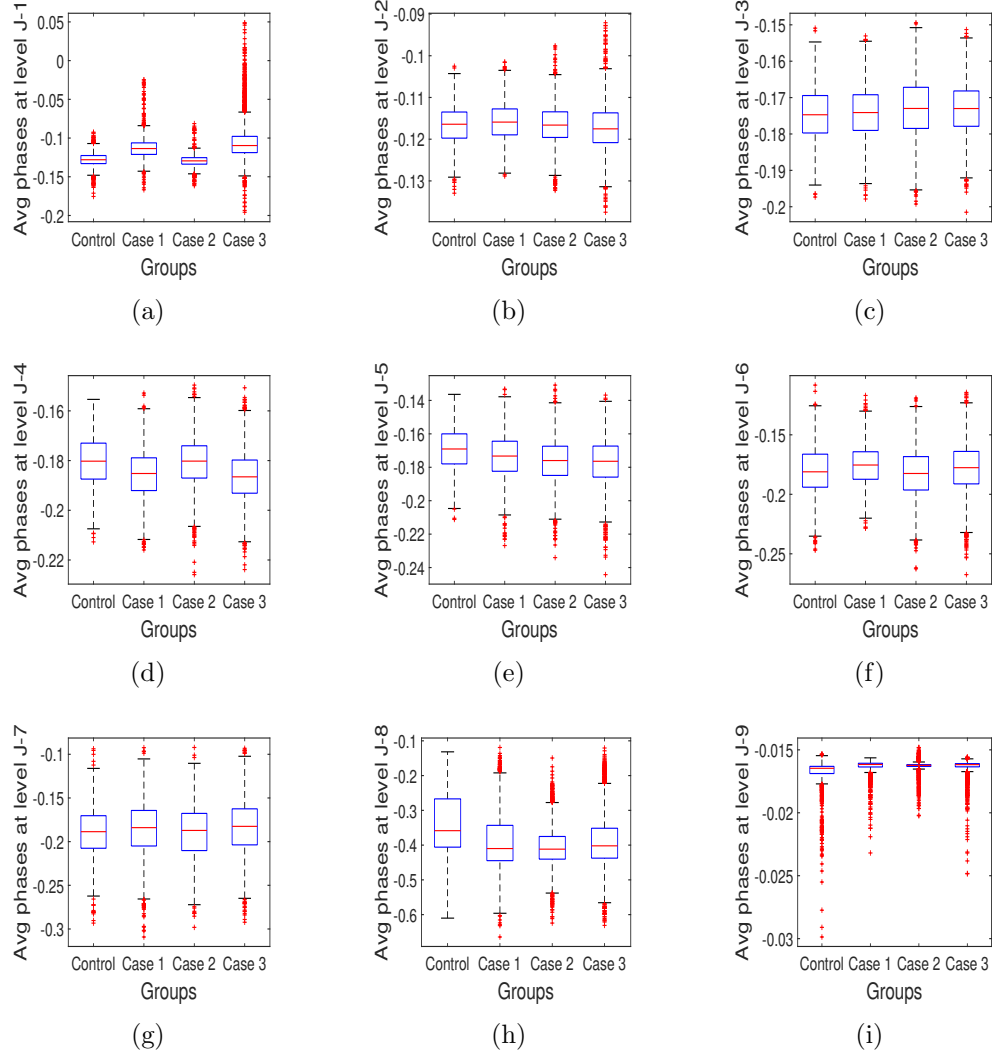 Avg phases at level J-1
0.05
0
-0.05
-0.1
-0.15
-0.2
Control Case 1 Case 2 Case 3
Groups
(a)
Avg phases at level J-2
-0.09
-0.1
-0.11
-0.12
-0.13
Control Case 1 Case 2 Case 3
Groups
(b)
Avg phases at level J-3
-0.15
-0.16
-0.17
-0.18
-0.19
-0.2
Control Case 1 Case 2 Case 3
Groups
(c)
Avg phases at level J-4
-0.16
-0.18
-0.2
-0.22
Control Case 1 Case 2 Case 3
Groups
(d)
Avg phases at level J-5
-0.14
-0.16
-0.18
-0.2
-0.22
-0.24
Control Case 1 Case 2 Case 3
Groups
(e)
Avg phases at level J-6
-0.15
-0.2
-0.25
Control Case 1 Case 2 Case 3
Groups
(f)
Avg phases at level J-7
-0.1
-0.15
-0.2
-0.25
-0.3
Control Case 1 Case 2 Case 3
Groups
(g)
Avg phases at level J-8
-0.1
-0.2
-0.3
-0.4
-0.5
-0.6
Control Case 1 Case 2 Case 3
Groups
(h)
Avg phases at level J-9
-0.015
-0.02
-0.025
-0.03
Control Case 1 Case 2 Case 3
Groups
(i)